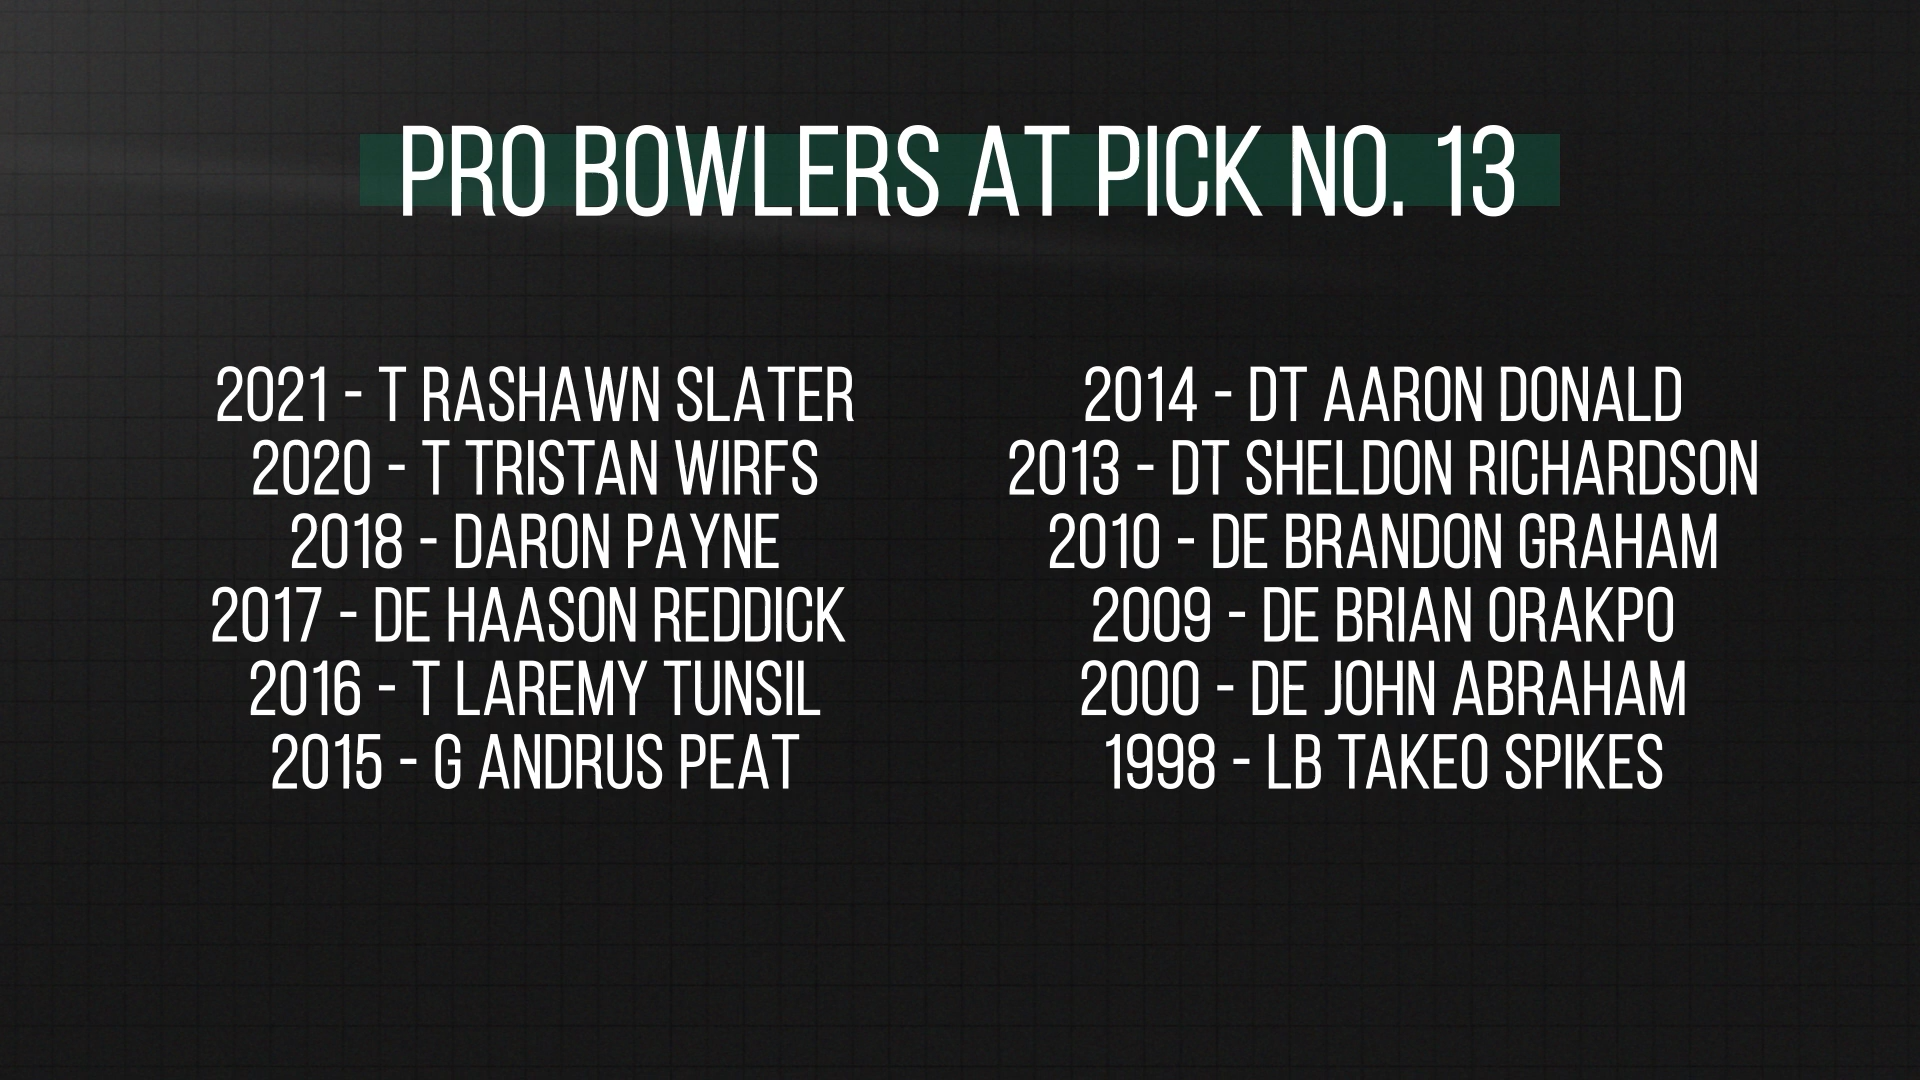 PRO BOWLERS AT PICK NO. 13
2021 - T RASHAWN SLATER
2020 - T TRISTAN WIRFS
2018 - DARON PAYNE
2017 - DE HAASON REDDICK
2016 - T LAREMY TUNSIL
2015 - G ANDRUS PEAT
2014 - DT AARON DONALD
2013 - DT SHELDON RICHARDSON
2010 - DE BRANDON GRAHAM
2009 - DE BRIAN ORAKPO
2000 - DE JOHN ABRAHAM
1998 - LB TAKEO SPIKES